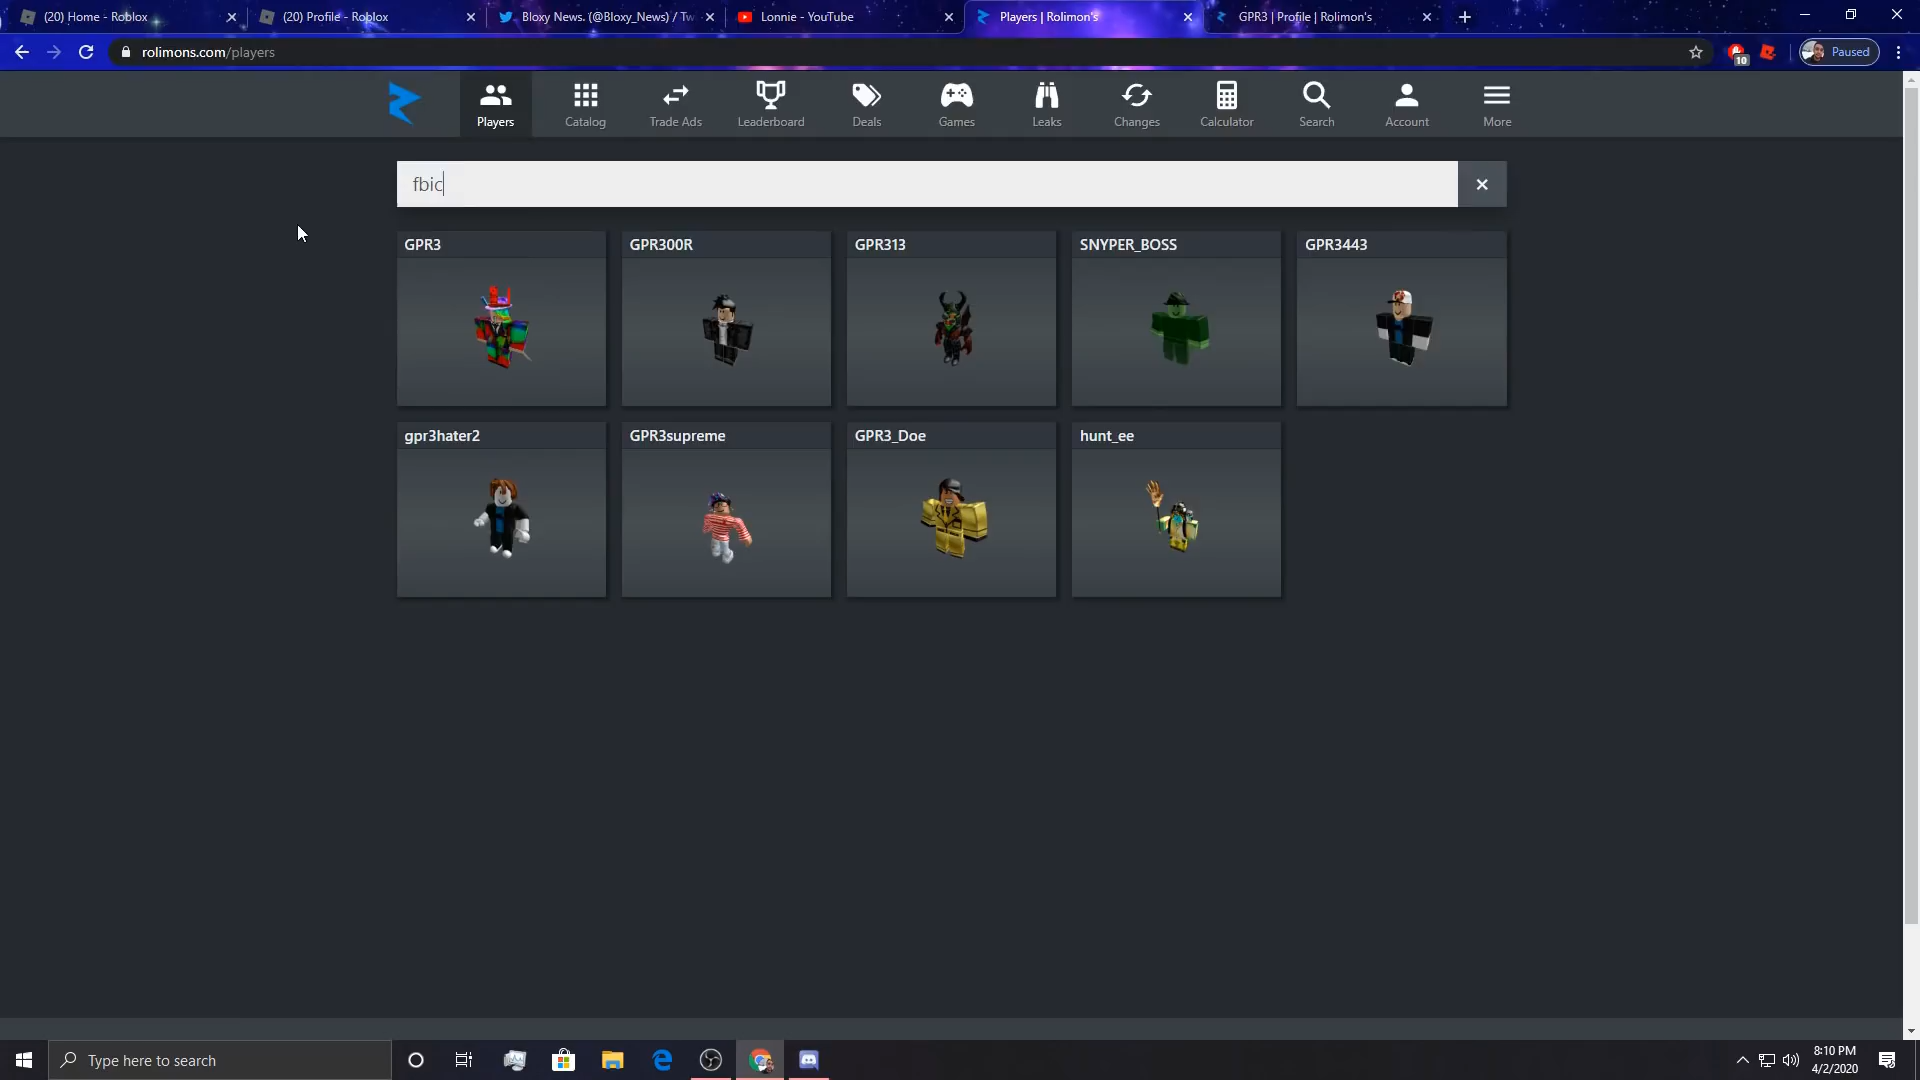 (20) Home - Roblox
(20) Profile - Roblox
Bloxy News. (@Bloxy_News) / Tw
Lonnie - YouTube
Players | Rolimon's
GPR3 | Profile | Rolimon's
rolimons.com/players
10
Paused
Players
Catalog
Trade Ads
Leaderboard
Deals
Games
Leaks
Changes
Calculator
Search
Account
More
fbic
GPR3
GPR300R
GPR313
SNYPER_BOSS
GPR3443
gpr3hater2
GPR3supreme
GPR3_Doe
hunt_ee
Type here to search
8:10 PM
4/2/2020